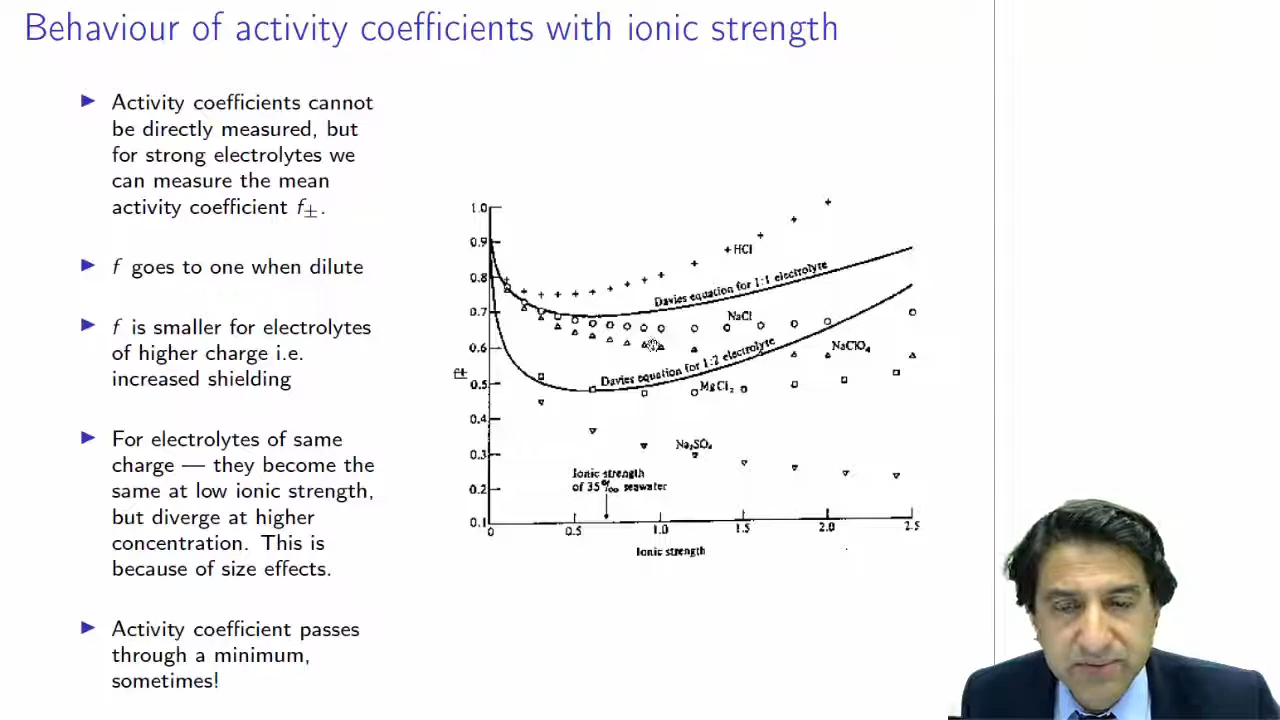 Behaviour of activity coefficients with ionic strength
▶ Activity coefficients cannot
be directly measured, but
for strong electrolytes we
can measure the mean
activity coefficient f±.
▶ f goes to one when dilute
▶ f is smaller for electrolytes
of higher charge i.e.
increased shielding
▶ For electrolytes of same
charge — they become the
same at low ionic strength,
but diverge at higher
concentration. This is
because of size effects.
▶ Activity coefficient passes
through a minimum,
sometimes!
1.0
0.9
0.8
0.7
0.6
0.5
0.4
0.3
0.2
0.1
f±
HCl
Davies equation for 1:1 electrolyte
NaCl
NaClO₄
Davies equation for 1:2 electrolyte
MgCl₂
Na₂SO₄
Ionic strength
of 35‰ seawater
0 0.5 1.0 1.5 2.0 2.5
Ionic strength